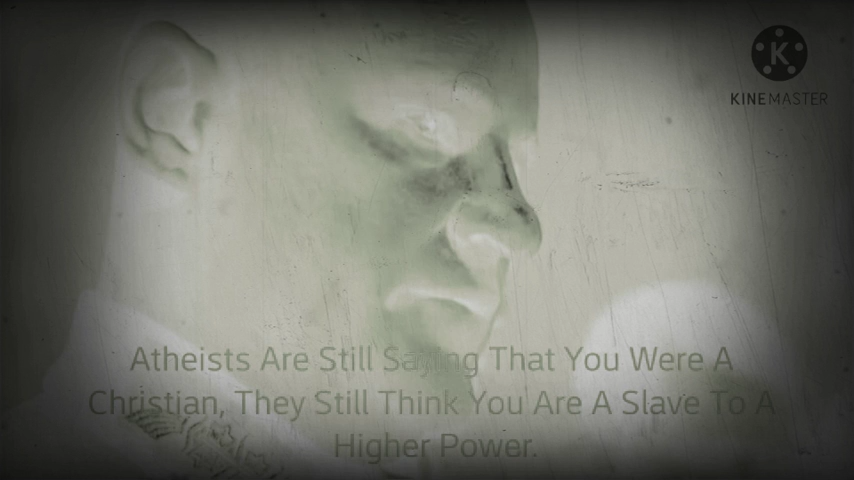 KINEMASTER
Atheists Are Still Saying That You Were A
Christian, They Still Think You Are A Slave To A
Higher Power.